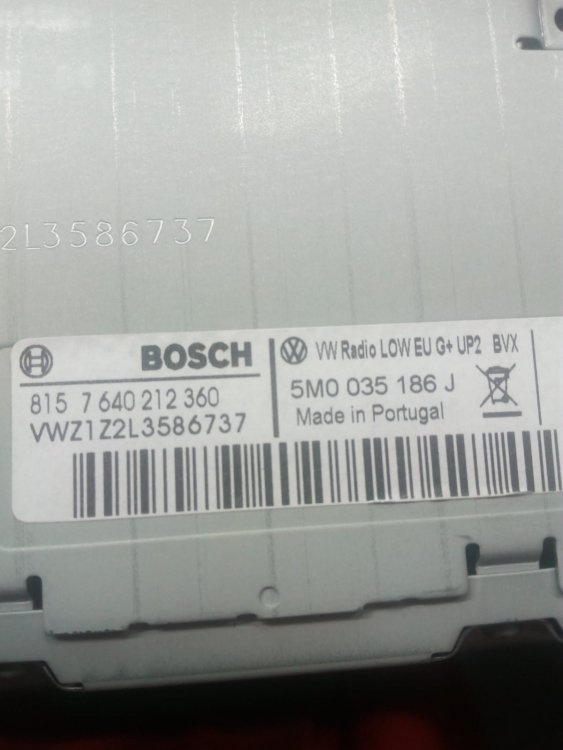 2L3586737
BOSCH
815 7 640 212 360
VWZ1Z2L3586737
VW Radio LOW EU G+ UP2 BVX
5M0 035 186 J
Made in Portugal